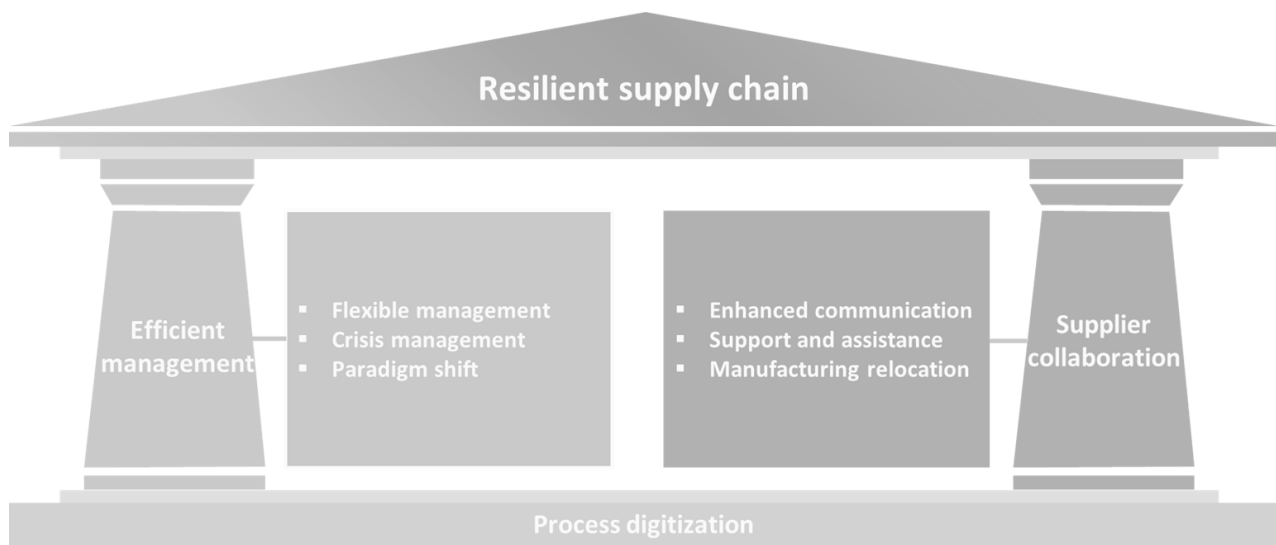 Resilient supply chain
Efficient
management
▪ Flexible management
▪ Crisis management
▪ Paradigm shift
▪ Enhanced communication
▪ Support and assistance
▪ Manufacturing relocation
Supplier
collaboration
Process digitization